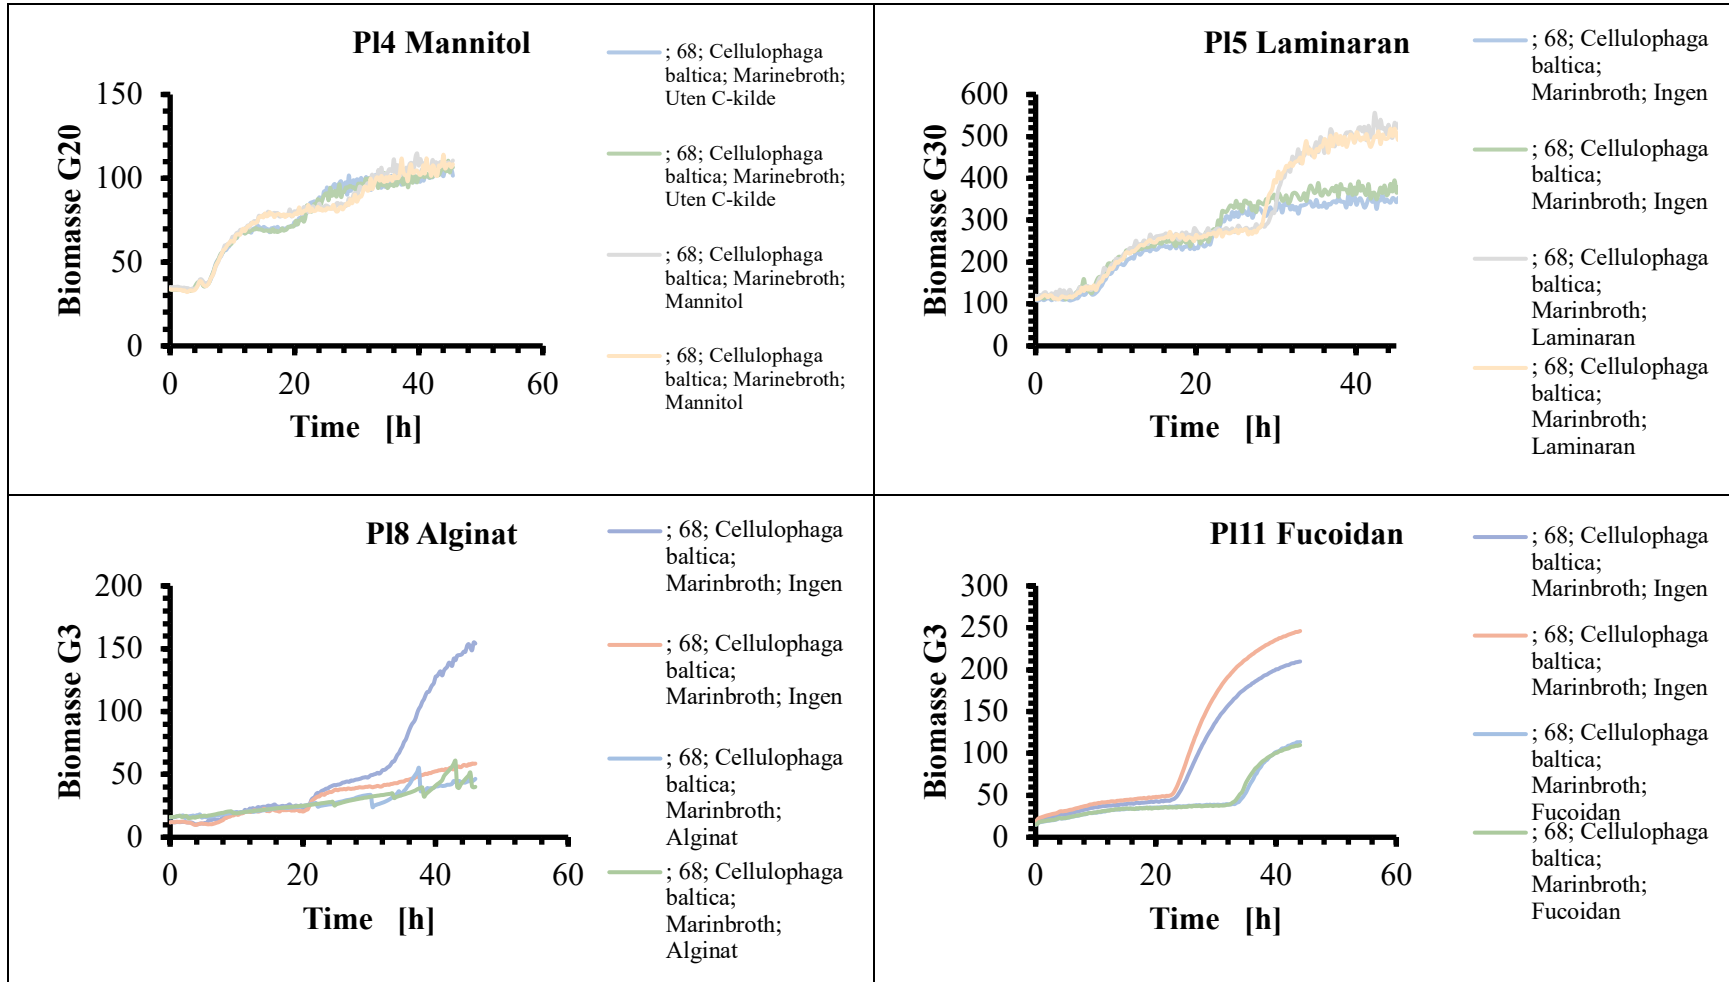 Pl4 Mannitol
Biomasse G20
150
100
50
0
0
20
40
60
Time [h]
; 68; Cellulophaga
baltica; Marinebroth;
Uten C-kilde
; 68; Cellulophaga
baltica; Marinebroth;
Uten C-kilde
; 68; Cellulophaga
baltica; Marinebroth;
Mannitol
; 68; Cellulophaga
baltica; Marinebroth;
Mannitol
Pl5 Laminaran
Biomasse G30
600
500
400
300
200
100
0
0
20
40
Time [h]
; 68; Cellulophaga
baltica;
Marinbroth; Ingen
; 68; Cellulophaga
baltica;
Marinbroth; Ingen
; 68; Cellulophaga
baltica;
Marinbroth;
Laminaran
; 68; Cellulophaga
baltica;
Marinbroth;
Laminaran
Pl8 Alginat
Biomasse G3
200
150
100
50
0
0
20
40
60
Time [h]
; 68; Cellulophaga
baltica;
Marinbroth; Ingen
; 68; Cellulophaga
baltica;
Marinbroth; Ingen
; 68; Cellulophaga
baltica;
Marinbroth;
Alginat
; 68; Cellulophaga
baltica;
Marinbroth;
Alginat
Pl11 Fucoidan
Biomasse G3
300
250
200
150
100
50
0
0
20
40
60
Time [h]
; 68; Cellulophaga
baltica;
Marinbroth; Ingen
; 68; Cellulophaga
baltica;
Marinbroth; Ingen
; 68; Cellulophaga
baltica;
Marinbroth;
Fucoidan
; 68; Cellulophaga
baltica;
Marinbroth;
Fucoidan